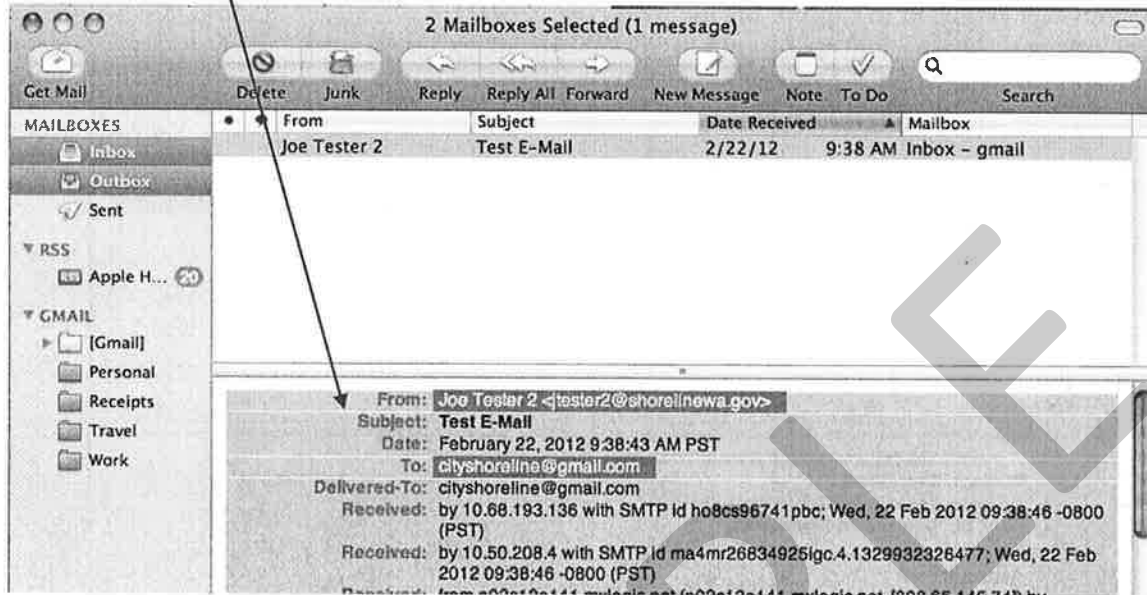 2 Mailboxes Selected (1 message)
Get Mail Delete Junk Reply Reply All Forward New Message Note To Do Search
MAILBOXES
Inbox
Outbox
Sent
RSS
Apple H... 20
GMAIL
[Gmail]
Personal
Receipts
Travel
Work
From Subject Date Received Mailbox
Joe Tester 2 Test E-Mail 2/22/12 9:38 AM Inbox – gmail
From: Joe Tester 2 <tester2@shorelinewa.gov>
Subject: Test E-Mail
Date: February 22, 2012 9:38:43 AM PST
To: cityshoreline@gmail.com
Delivered-To: cityshoreline@gmail.com
Received: by 10.68.193.136 with SMTP id ho8cs96741pbc; Wed, 22 Feb 2012 09:38:46 -0800
(PST)
Received: by 10.50.208.4 with SMTP id ma4mr26834925igc.4.1329932326477; Wed, 22 Feb
2012 09:38:46 -0800 (PST)
PLE